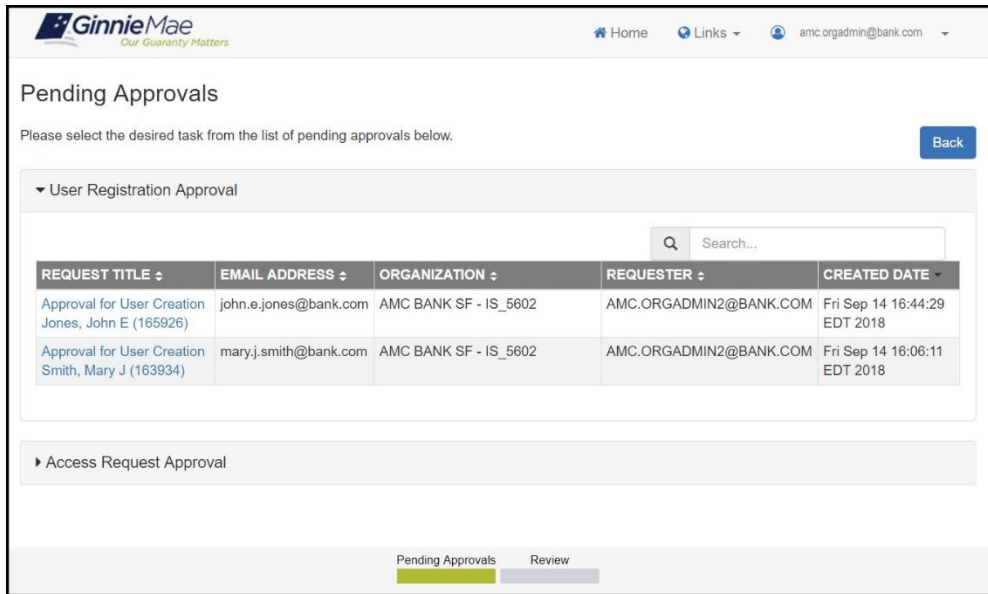 GinnieMae
Our Guaranty Matters
Home
Links
amc.orgadmin@bank.com
Pending Approvals
Please select the desired task from the list of pending approvals below.
Back
User Registration Approval
Search...
REQUEST TITLE EMAIL ADDRESS ORGANIZATION REQUESTER CREATED DATE
Approval for User Creation john.e.jones@bank.com AMC BANK SF - IS_5602 AMC.ORGADMIN2@BANK.COM Fri Sep 14 16:44:29
Jones, John E (165926) EDT 2018
Approval for User Creation mary.j.smith@bank.com AMC BANK SF - IS_5602 AMC.ORGADMIN2@BANK.COM Fri Sep 14 16:06:11
Smith, Mary J (163934) EDT 2018
Access Request Approval
Pending Approvals Review